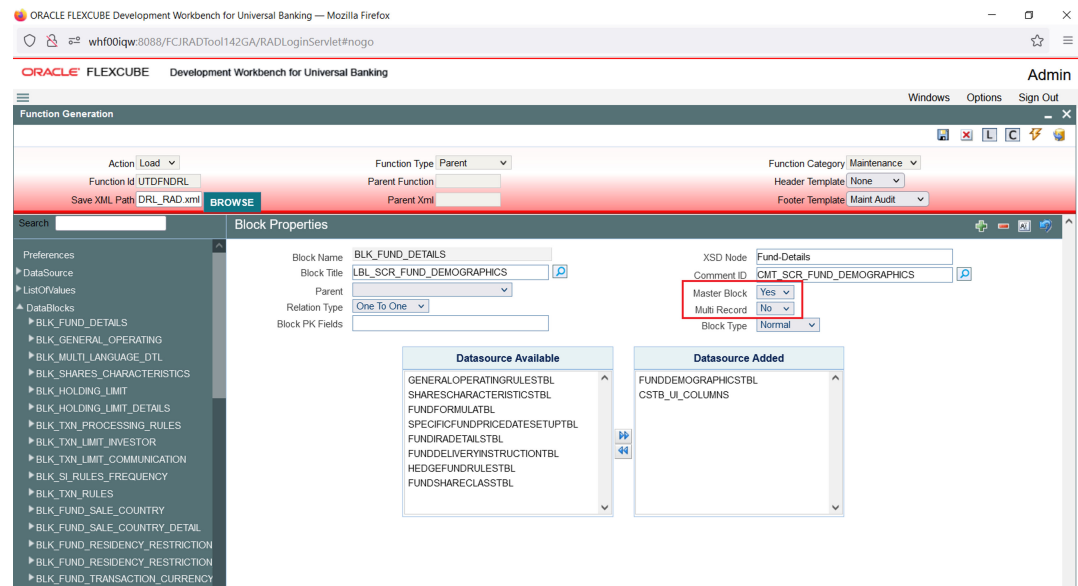 ORACLE FLEXCUBE Development Workbench for Universal Banking — Mozilla Firefox
whf00iqw:8088/FCJRADTool142GA/RADLoginServlet#nogo
ORACLE' FLEXCUBE Development Workbench for Universal Banking Admin
Windows Options Sign Out
Function Generation
L C
Action Load Function Type Parent Function Category Maintenance
Function Id UTDFNDRL Parent Function Header Template None
Save XML Path DRL_RAD.xml BROWSE Parent Xml Footer Template Maint Audit
Search
Block Properties
Preferences
DataSource
ListOfValues
DataBlocks
BLK_FUND_DETAILS
BLK_GENERAL_OPERATING
BLK_MULTI_LANGUAGE_DTL
BLK_SHARES_CHARACTERISTICS
BLK_HOLDING_LIMIT
BLK_HOLDING_LIMIT_DETAILS
BLK_TXN_PROCESSING_RULES
BLK_TXN_LIMIT_INVESTOR
BLK_TXN_LIMIT_COMMUNICATION
BLK_SI_RULES_FREQUENCY
BLK_TXN_RULES
BLK_FUND_SALE_COUNTRY
BLK_FUND_SALE_COUNTRY_DETAIL
BLK_FUND_RESIDENCY_RESTRICTION
BLK_FUND_RESIDENCY_RESTRICTION
BLK_FUND_TRANSACTION_CURRENCY
Block Name BLK_FUND_DETAILS XSD Node Fund-Details
Block Title LBL_SCR_FUND_DEMOGRAPHICS Comment ID CMT_SCR_FUND_DEMOGRAPHICS
Parent Master Block Yes
Relation Type One To One Multi Record No
Block PK Fields Block Type Normal
Datasource Available
GENERALOPERATINGRULESTBL
SHARESCHARACTERISTICSTBL
FUNDFORMULATBL
SPECIFICFUNDPRICEDATESETUPTBL
FUNDIRADETAILSTBL
FUNDDELIVERYINSTRUCTIONTBL
HEDGEFUNDRULESTBL
FUNDSHARECLASSTBL
Datasource Added
FUNDDEMOGRAPHICSTBL
CSTB_UI_COLUMNS